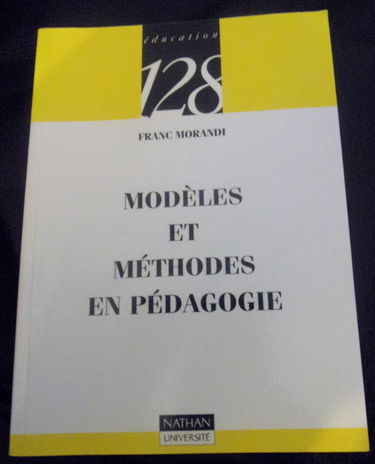 éducation
128
FRANC MORANDI
MODÈLES
ET
MÉTHODES
EN PÉDAGOGIE
NATHAN
UNIVERSITÉ